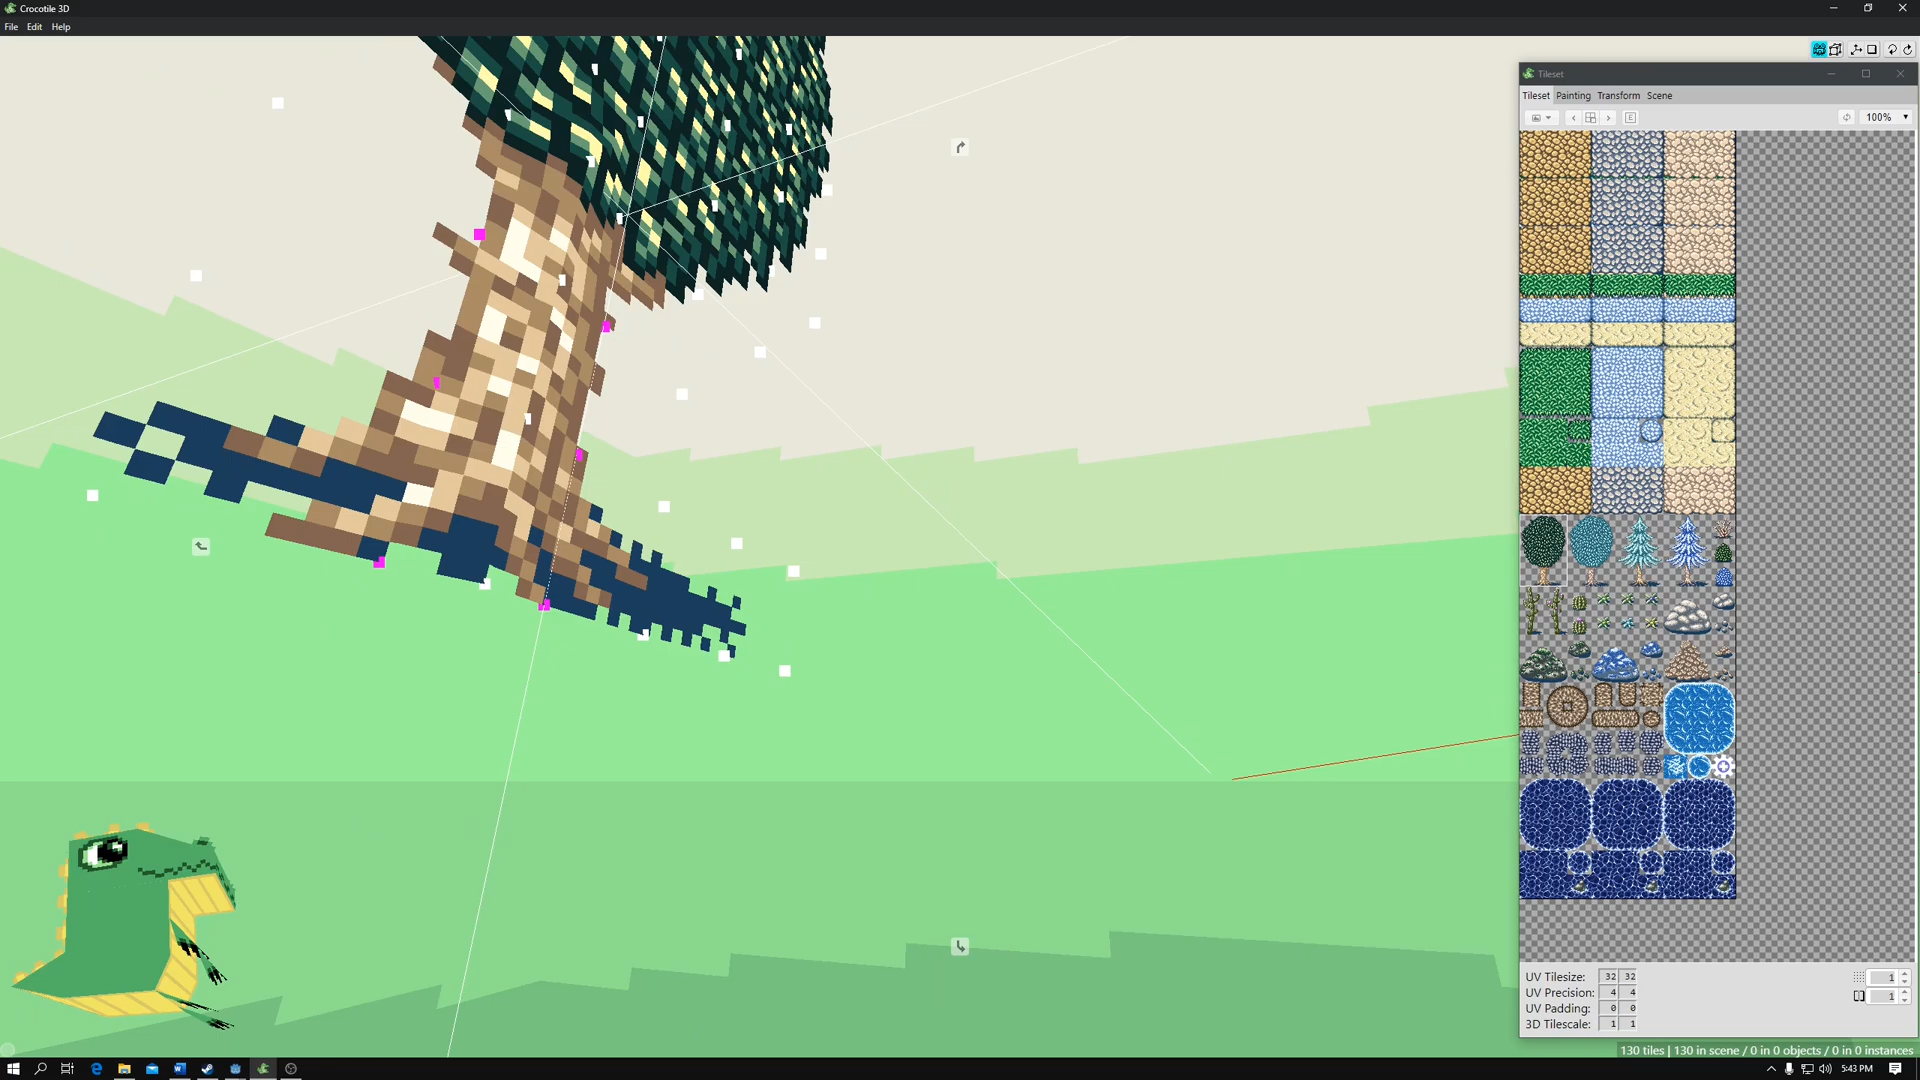 Crocotile 3D
File Edit Help
Tileset
Tileset Painting Transform Scene
E 100%
UV Tilesize: 32 32 1
UV Precision: 4 4 1
UV Padding: 0 0
3D Tilescale: 1 1
130 tiles | 130 in scene / 0 in 0 objects / 0 in 0 instances
5:43 PM